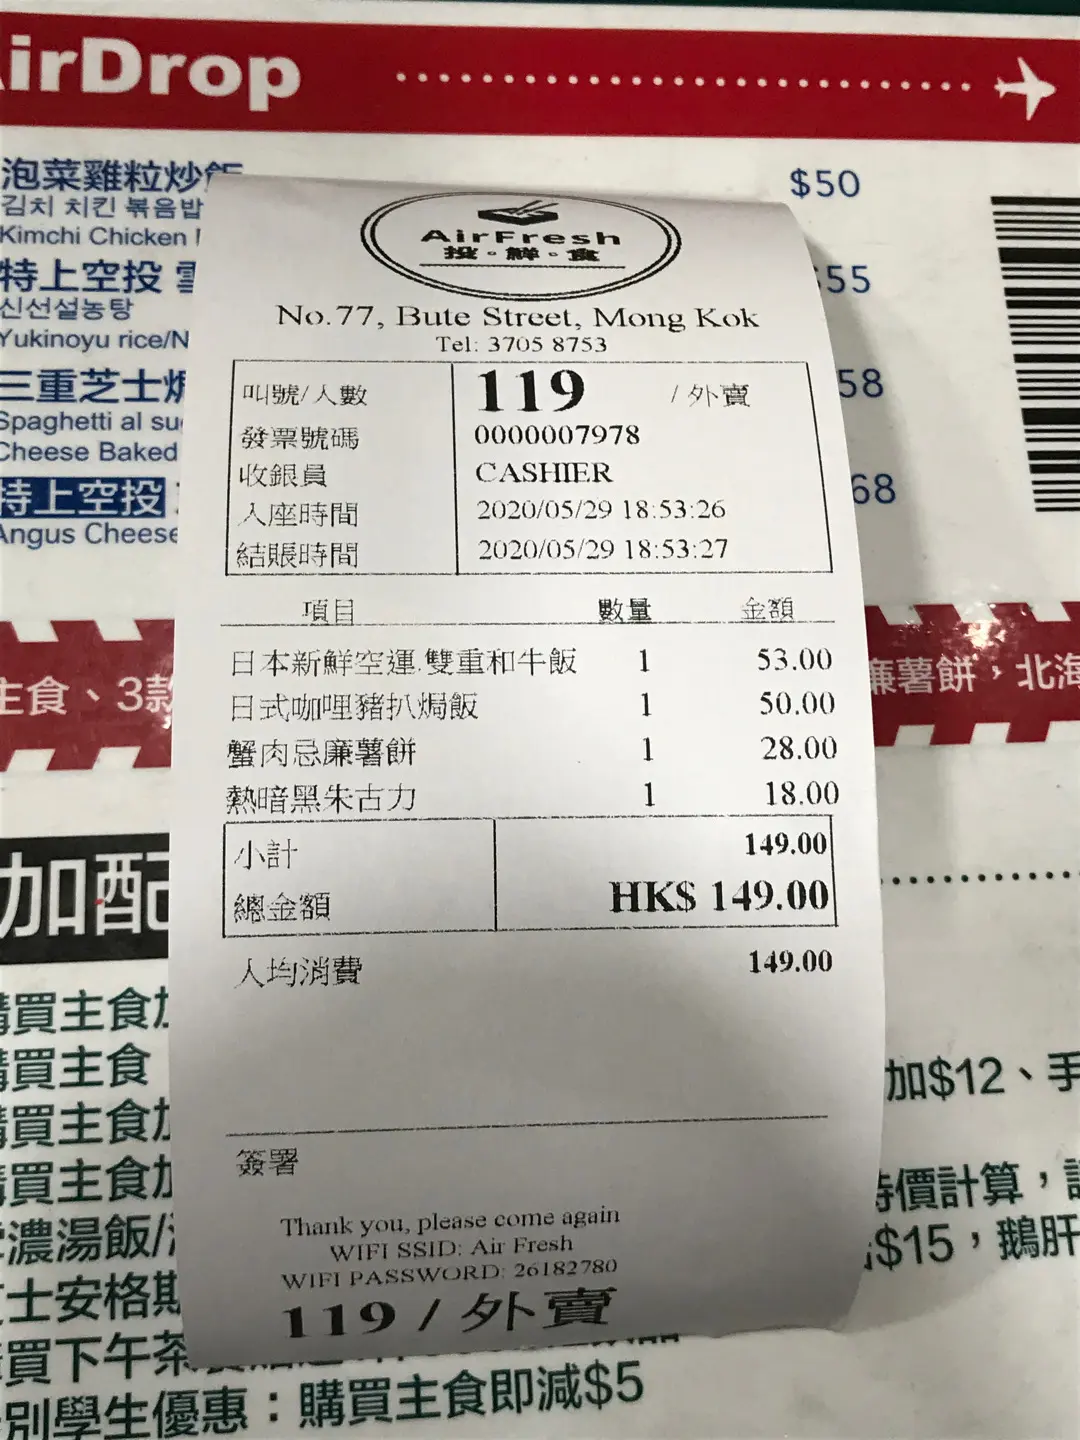 irDrop
泡菜雞粒炒飯 $50
김치 치킨 볶음밥
Kimchi Chicken
特上空投 $55
신선설농탕
Yukinoyu rice/N
三重芝士焗 58
Spaghetti al su
Cheese Baked
特上空投 68
Angus Cheese
AirFresh
投。鮮。食
No.77, Bute Street, Mong Kok
Tel: 3705 8753
叫號/人數 119 / 外賣
發票號碼 0000007978
收銀員 CASHIER
入座時間 2020/05/29 18:53:26
結賬時間 2020/05/29 18:53:27
項目 數量 金額
日本新鮮空運.雙重和牛飯 1 53.00
日式咖哩豬扒焗飯 1 50.00
蟹肉忌廉薯餅 1 28.00
熱暗黑朱古力 1 18.00
小計 149.00
總金額 HK$ 149.00
人均消費 149.00
簽署
Thank you, please come again
WIFI SSID: Air Fresh
WIFI PASSWORD: 26182780
119 / 外賣
主食、3款
廉薯餅，北海
加配
購買主食加
購買主食
購買主食加
加$12、手
購買主食加
特價計算，
濃湯飯/
$15，鵝肝
士安格斯
買下午茶
別學生優惠：購買主食即減$5